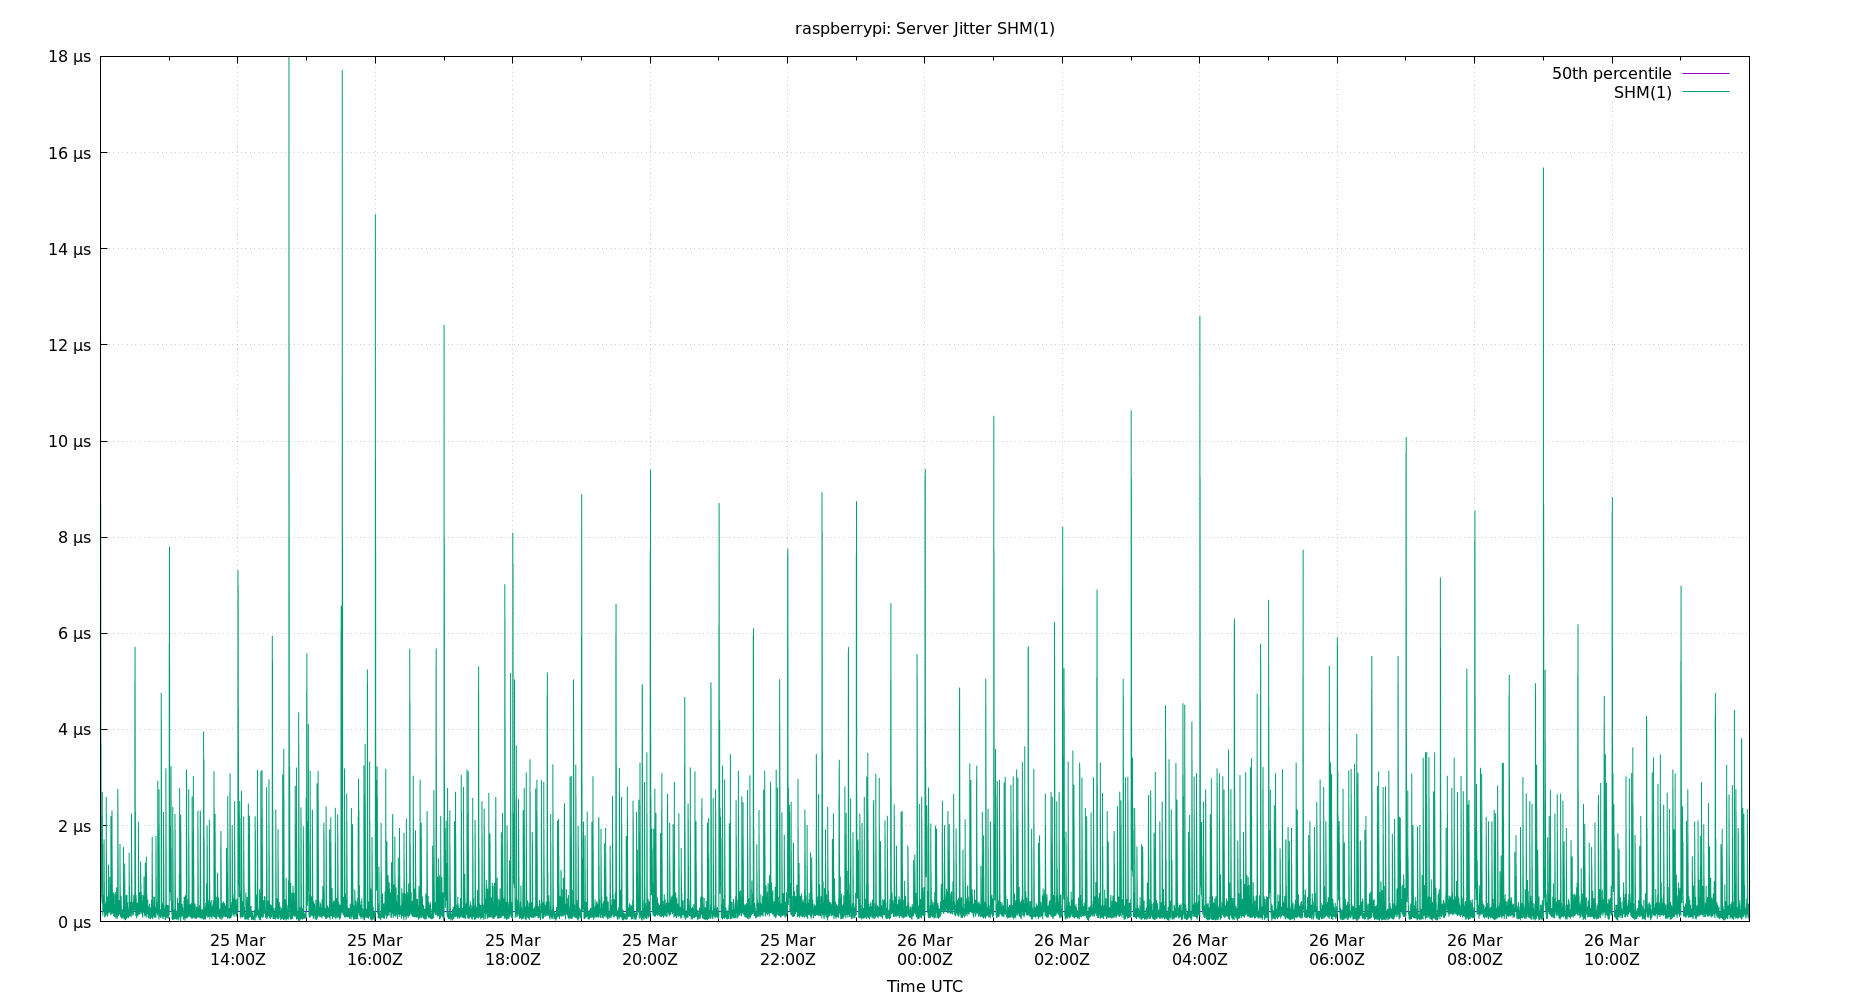 raspberrypi: Server Jitter SHM(1)
18 µs
16 µs
14 µs
12 µs
10 µs
8 µs
6 µs
4 µs
2 µs
0 µs
50th percentile
SHM(1)
25 Mar 25 Mar 25 Mar 25 Mar 25 Mar 26 Mar 26 Mar 26 Mar 26 Mar 26 Mar 26 Mar
14:00Z 16:00Z 18:00Z 20:00Z 22:00Z 00:00Z 02:00Z 04:00Z 06:00Z 08:00Z 10:00Z
Time UTC